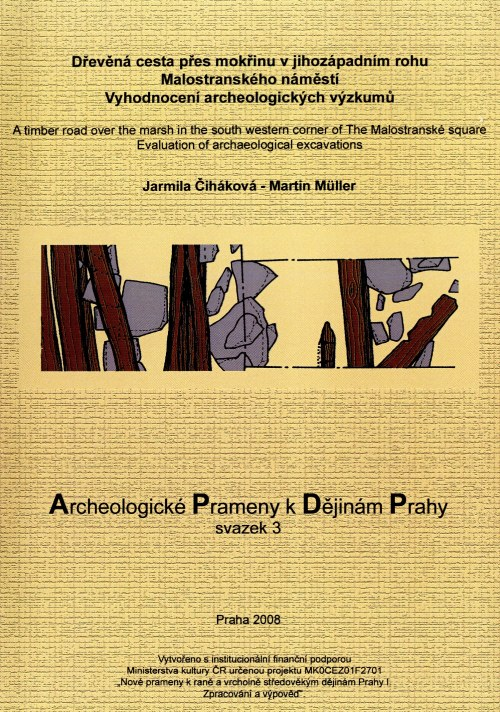 Dřevěná cesta přes mokřinu v jihozápadním rohu
Malostranského náměstí
Vyhodnocení archeologických výzkumů
A timber road over the marsh in the south western corner of The Malostranské square
Evaluation of archaeological excavations
Jarmila Čiháková - Martin Müller
Archeologické Prameny k Dějinám Prahy
svazek 3
Praha 2008
Vytvořeno s institucionální finanční podporou
Ministerstva kultury ČR určenou projektu MK0CEZ01F2701
„Nové prameny k raně a vrcholně středověkým dějinám Prahy I.
Zpracování a výpověď“.